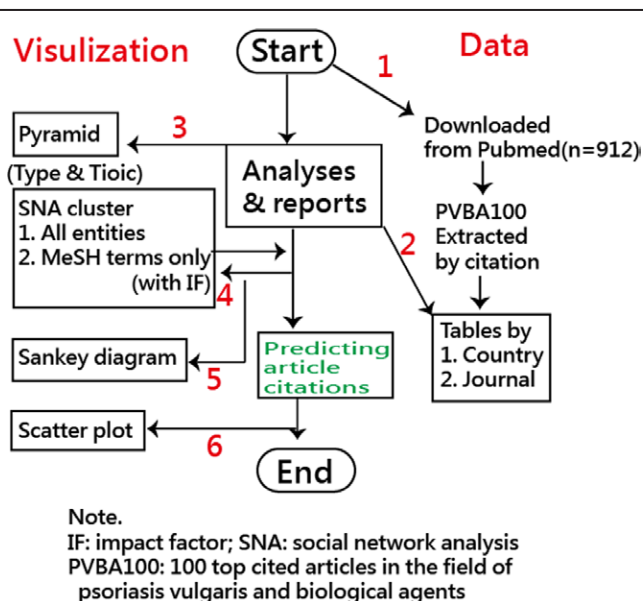 Visulization
Start
Data
1
Downloaded
from Pubmed(n=912)
PVBA100
Extracted
by citation
Pyramid
3
(Type & Tioic)
Analyses
& reports
2
SNA cluster
1. All entities
2. MeSH terms only
(with IF)
4
Tables by
1. Country
2. Journal
Predicting
article
citations
Sankey diagram
5
Scatter plot
6
End
Note.
IF: impact factor; SNA: social network analysis
PVBA100: 100 top cited articles in the field of
psoriasis vulgaris and biological agents